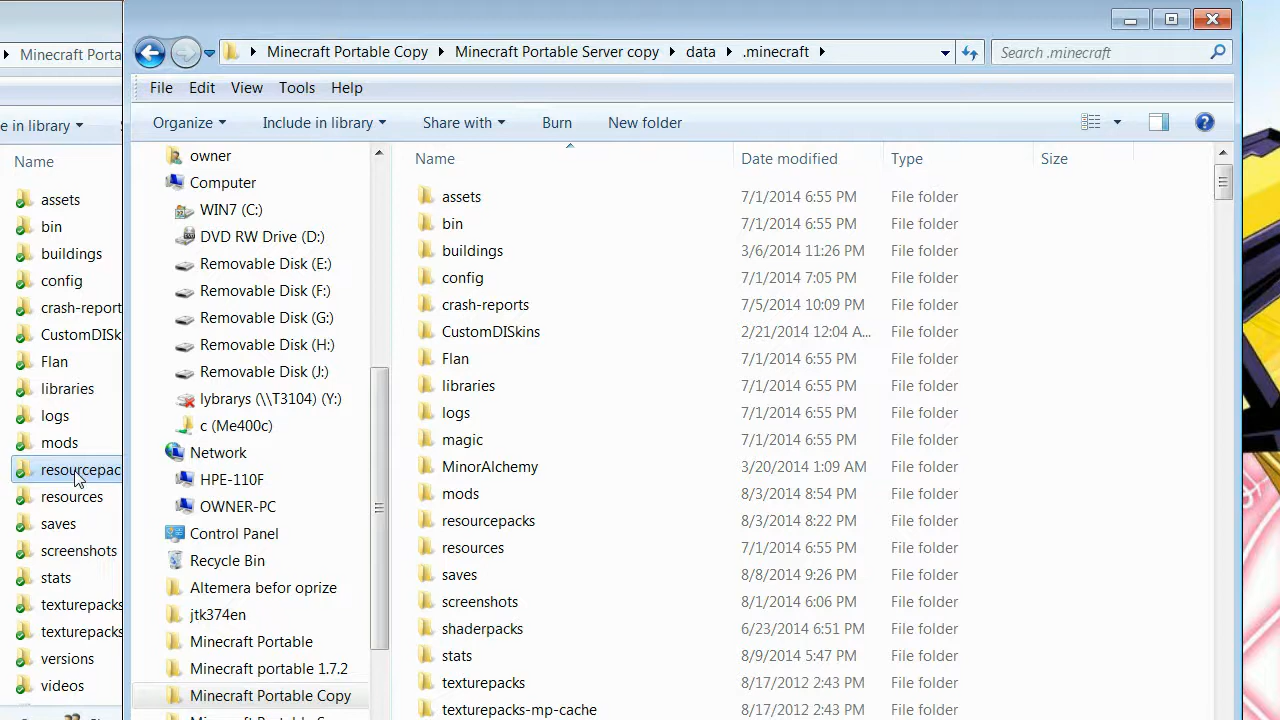 Minecraft Porta
e in library
Name
assets
bin
buildings
config
crash-report
CustomDISk
Flan
libraries
logs
mods
resourcepac
resources
saves
screenshots
stats
texturepacks
texturepacks
versions
videos
Minecraft Portable Copy Minecraft Portable Server copy data .minecraft Search .minecraft
File Edit View Tools Help
Organize Include in library Share with Burn New folder
owner
Computer
WIN7 (C:)
DVD RW Drive (D:)
Removable Disk (E:)
Removable Disk (F:)
Removable Disk (G:)
Removable Disk (H:)
Removable Disk (J:)
lybrarys (\\T3104) (Y:)
c (Me400c)
Network
HPE-110F
OWNER-PC
Control Panel
Recycle Bin
Altemera befor oprize
jtk374en
Minecraft Portable
Minecraft portable 1.7.2
Minecraft Portable Copy
Name Date modified Type Size
assets 7/1/2014 6:55 PM File folder
bin 7/1/2014 6:55 PM File folder
buildings 3/6/2014 11:26 PM File folder
config 7/1/2014 7:05 PM File folder
crash-reports 7/5/2014 10:09 PM File folder
CustomDISkins 2/21/2014 12:04 A... File folder
Flan 7/1/2014 6:55 PM File folder
libraries 7/1/2014 6:55 PM File folder
logs 7/1/2014 6:55 PM File folder
magic 7/1/2014 6:55 PM File folder
MinorAlchemy 3/20/2014 1:09 AM File folder
mods 8/3/2014 8:54 PM File folder
resourcepacks 8/3/2014 8:22 PM File folder
resources 7/1/2014 6:55 PM File folder
saves 8/8/2014 9:26 PM File folder
screenshots 8/1/2014 6:06 PM File folder
shaderpacks 6/23/2014 6:51 PM File folder
stats 8/9/2014 5:47 PM File folder
texturepacks 8/17/2012 2:43 PM File folder
texturepacks-mp-cache 8/17/2012 2:43 PM File folder